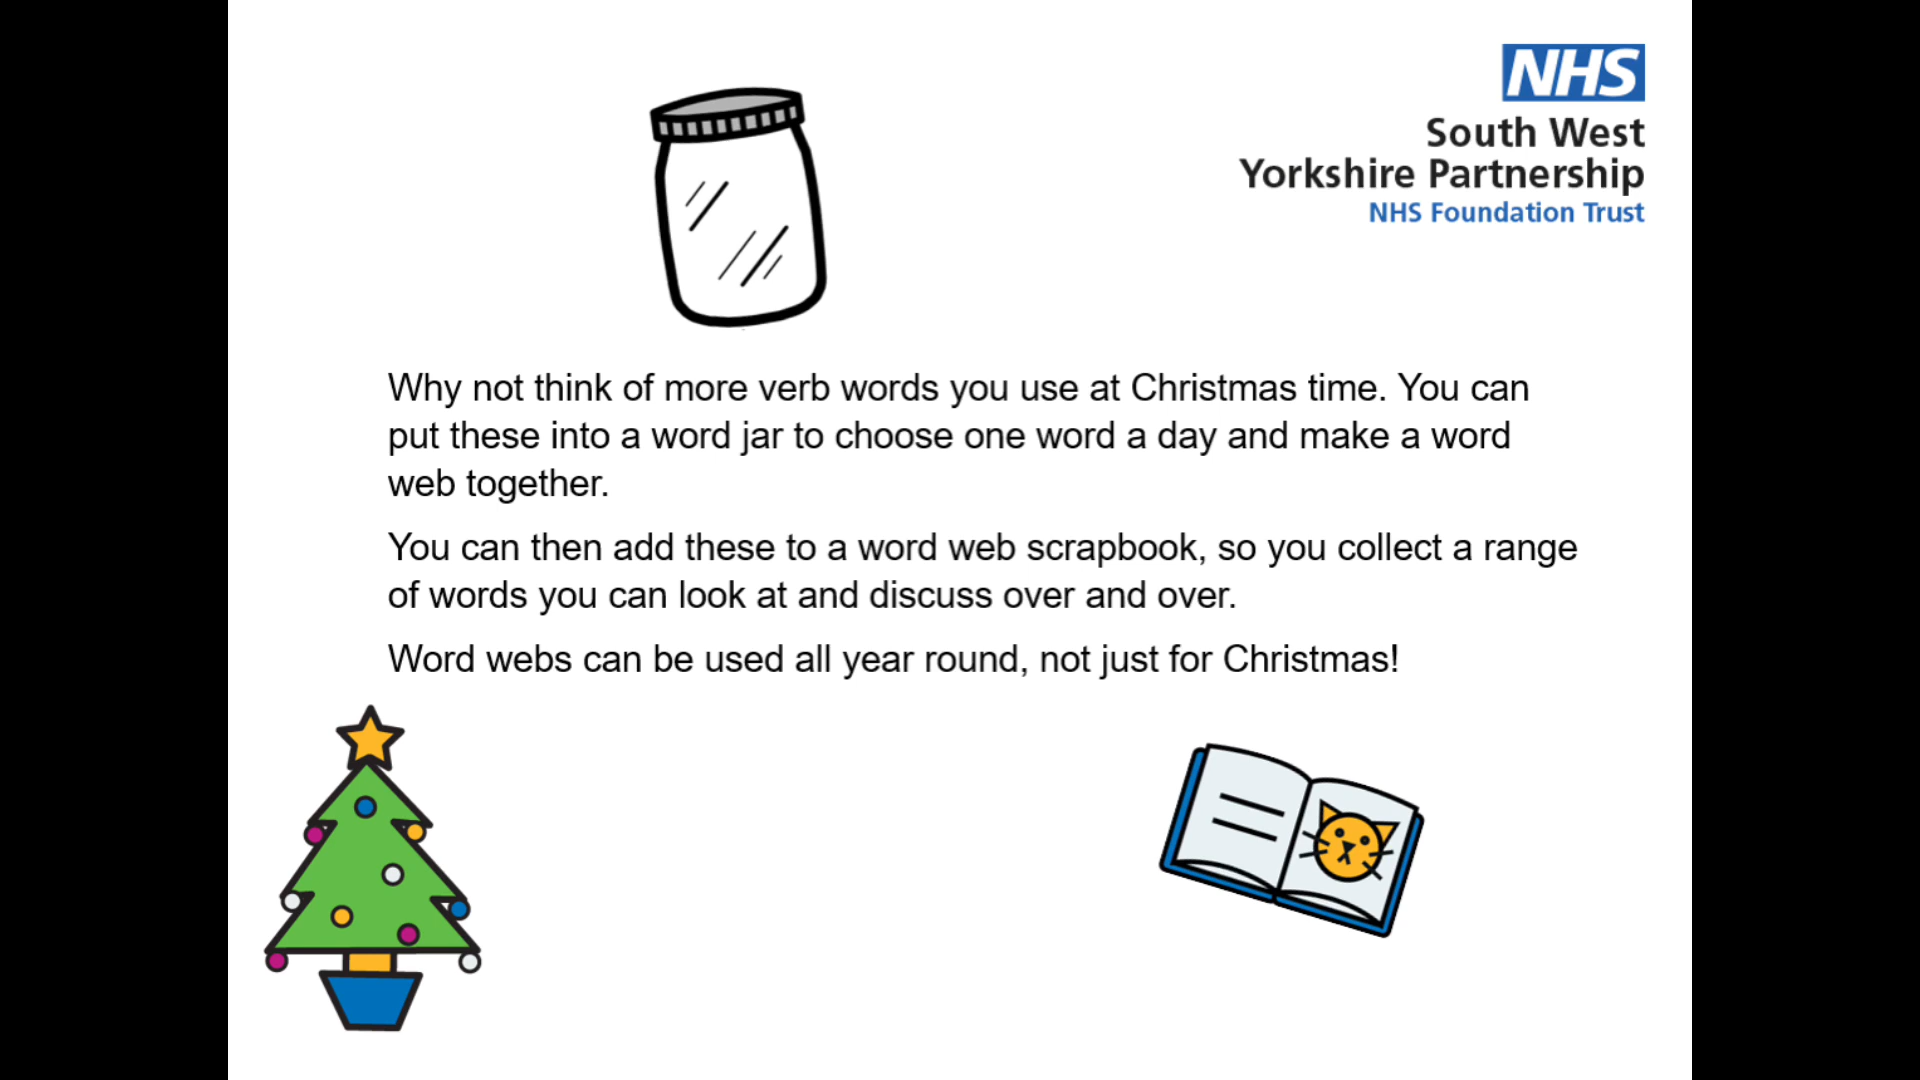 NHS
South West
Yorkshire Partnership
NHS Foundation Trust
Why not think of more verb words you use at Christmas time. You can
put these into a word jar to choose one word a day and make a word
web together.
You can then add these to a word web scrapbook, so you collect a range
of words you can look at and discuss over and over.
Word webs can be used all year round, not just for Christmas!